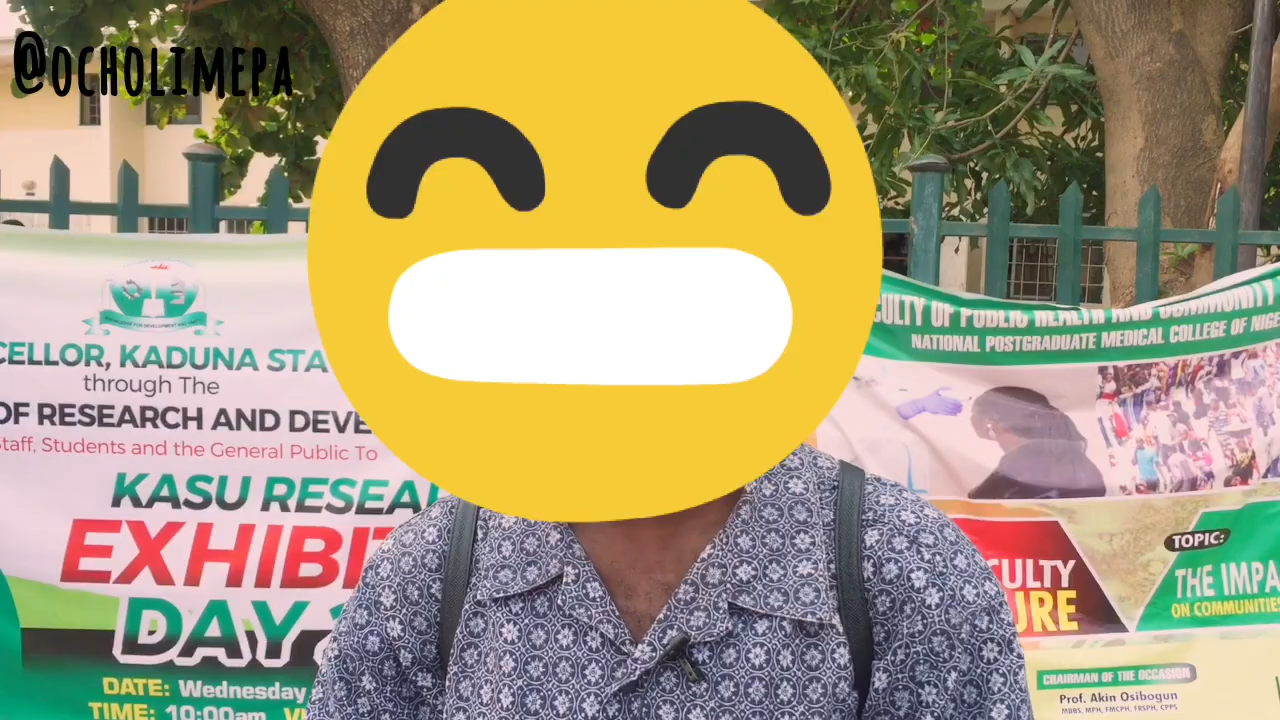 @OCHOLIMEPA
CELLOR, KADUNA STA
through The
OF RESEARCH AND DEVE
Staff, Students and the General Public To
KASU RESEAR
EXHIBIT
DAY
DATE: Wednesday
TIME: 10:00am
CULTY OF PUBLIC HEALTH AND COMMUNITY
NATIONAL POSTGRADUATE MEDICAL COLLEGE OF NIGE
CULTY
URE
TOPIC:
THE IMPA
ON COMMUNITIES
CHAIRMAN OF THE OCCASION
Prof. Akin Osibogun
MBBS, MPH, FMCPH, FRSPH, CPPS